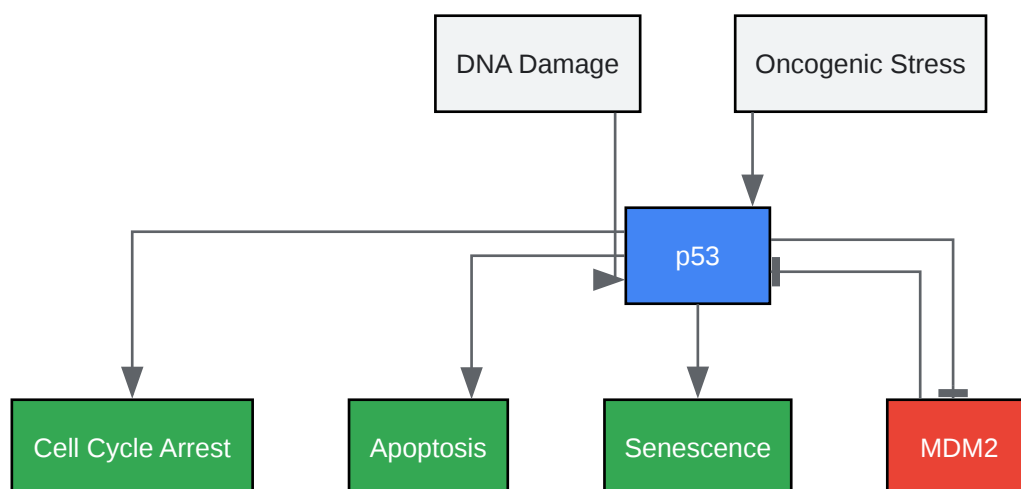 DNA Damage
Oncogenic Stress
p53
Cell Cycle Arrest
Apoptosis
Senescence
MDM2